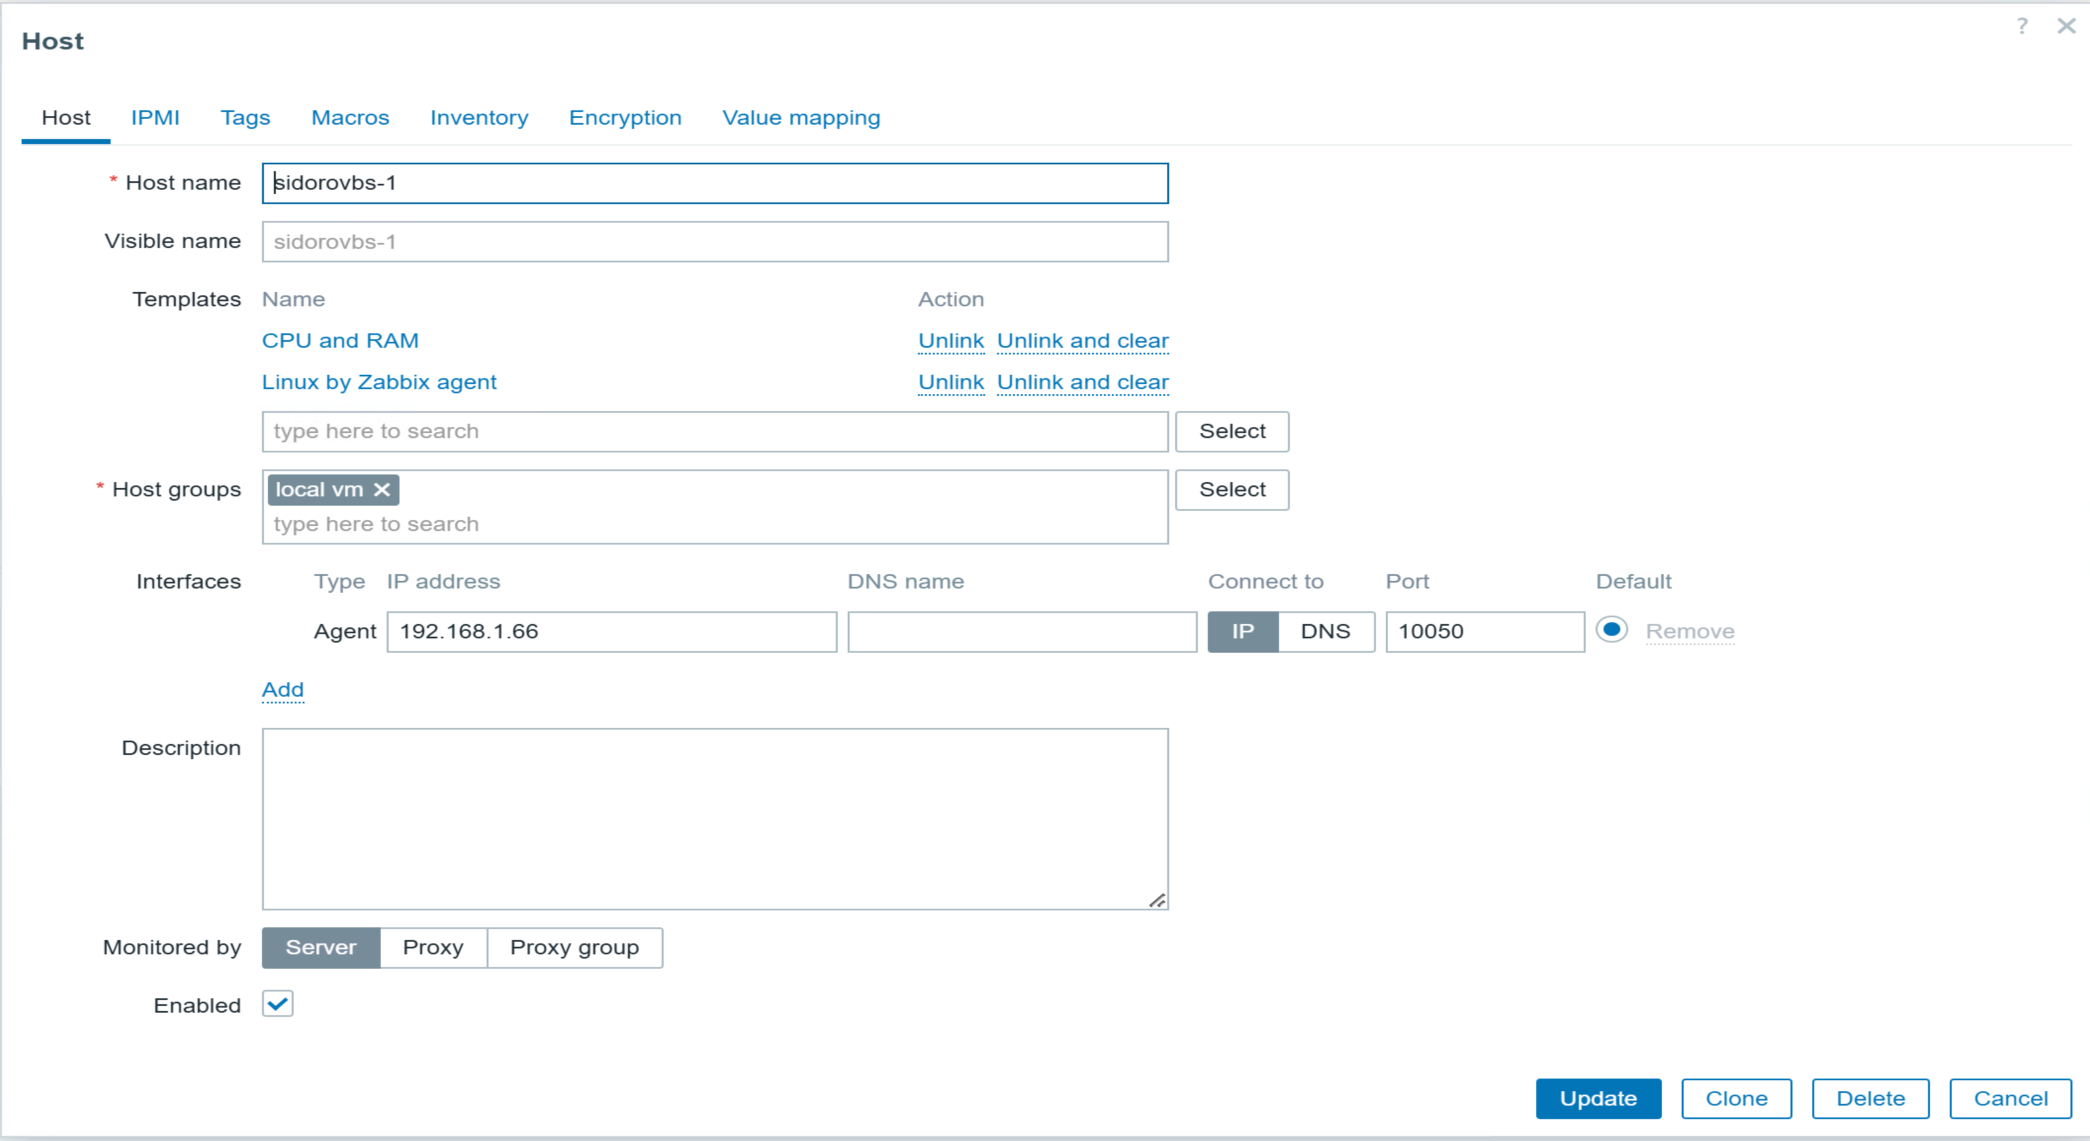 Host
?
Host IPMI Tags Macros Inventory Encryption Value mapping
* Host name sidorovbs-1
Visible name sidorovbs-1
Templates Name Action
CPU and RAM Unlink Unlink and clear
Linux by Zabbix agent Unlink Unlink and clear
type here to search Select
* Host groups local vm Select
type here to search
Interfaces Type IP address DNS name Connect to Port Default
Agent 192.168.1.66 IP DNS 10050 Remove
Add
Description
Monitored by Server Proxy Proxy group
Enabled
Update Clone Delete Cancel